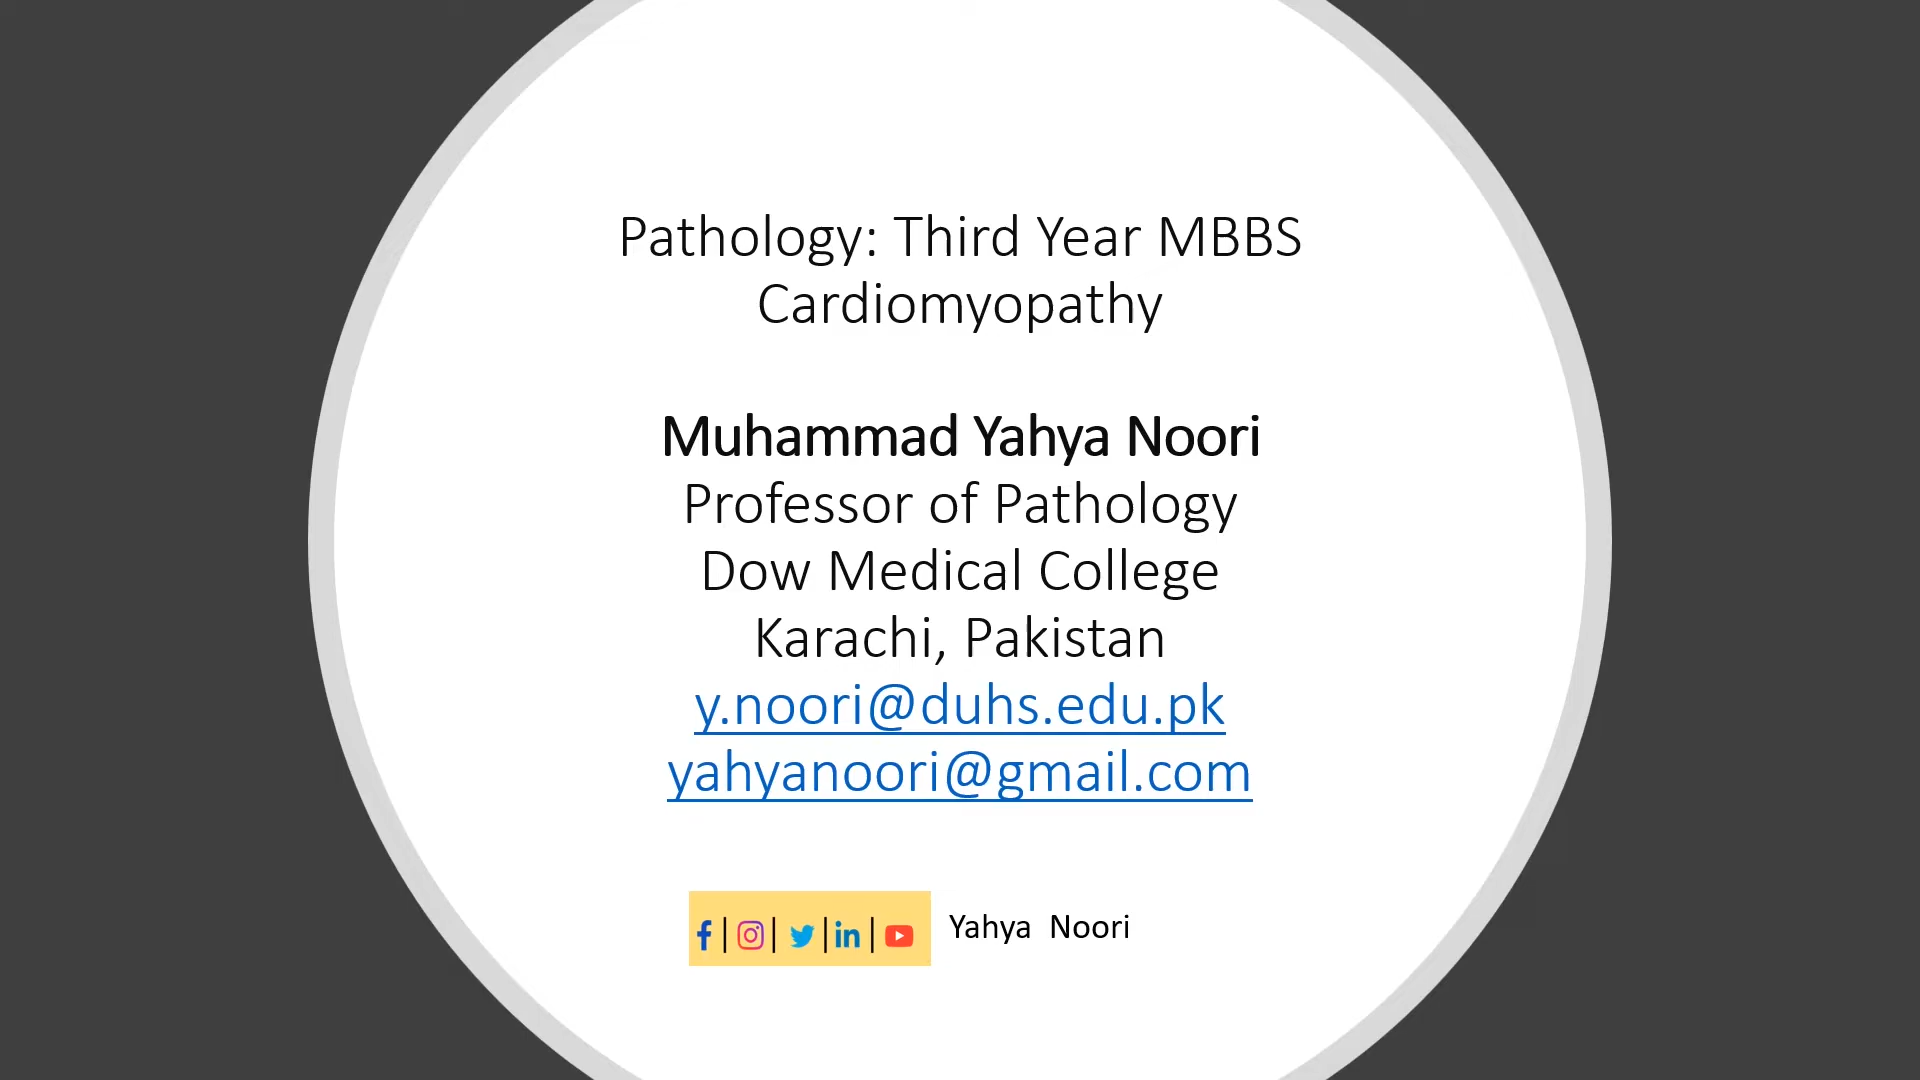 Pathology: Third Year MBBS
Cardiomyopathy
Muhammad Yahya Noori
Professor of Pathology
Dow Medical College
Karachi, Pakistan
y.noori@duhs.edu.pk
yahyanoori@gmail.com
Yahya Noori